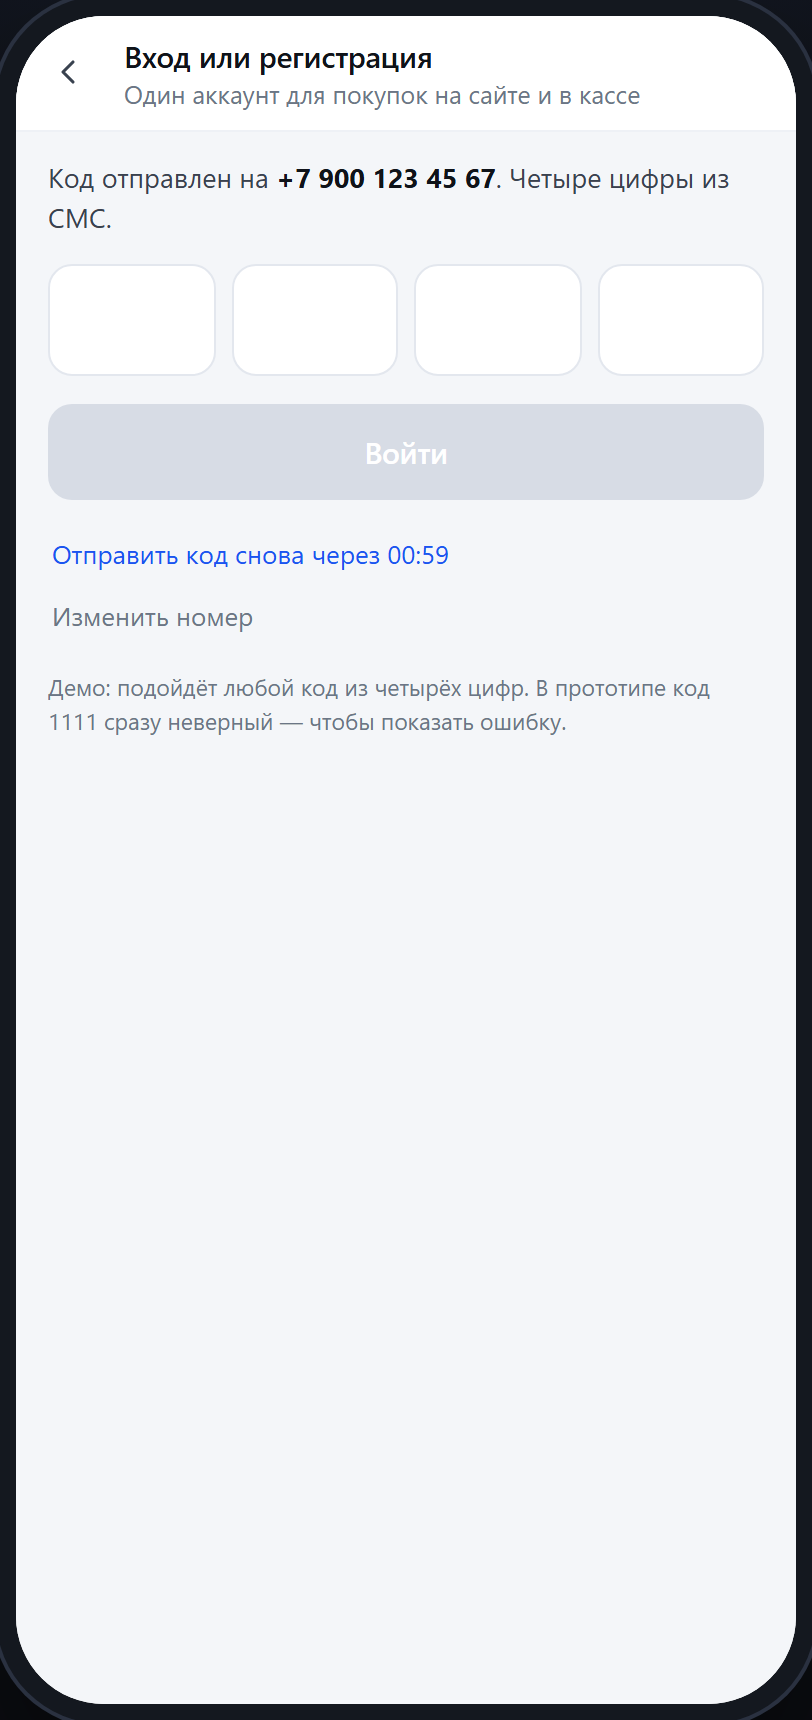 Вход или регистрация
Один аккаунт для покупок на сайте и в кассе
Код отправлен на +7 900 123 45 67. Четыре цифры из
СМС.
Войти
Отправить код снова через 00:59
Изменить номер
Демо: подойдёт любой код из четырёх цифр. В прототипе код
1111 сразу неверный — чтобы показать ошибку.